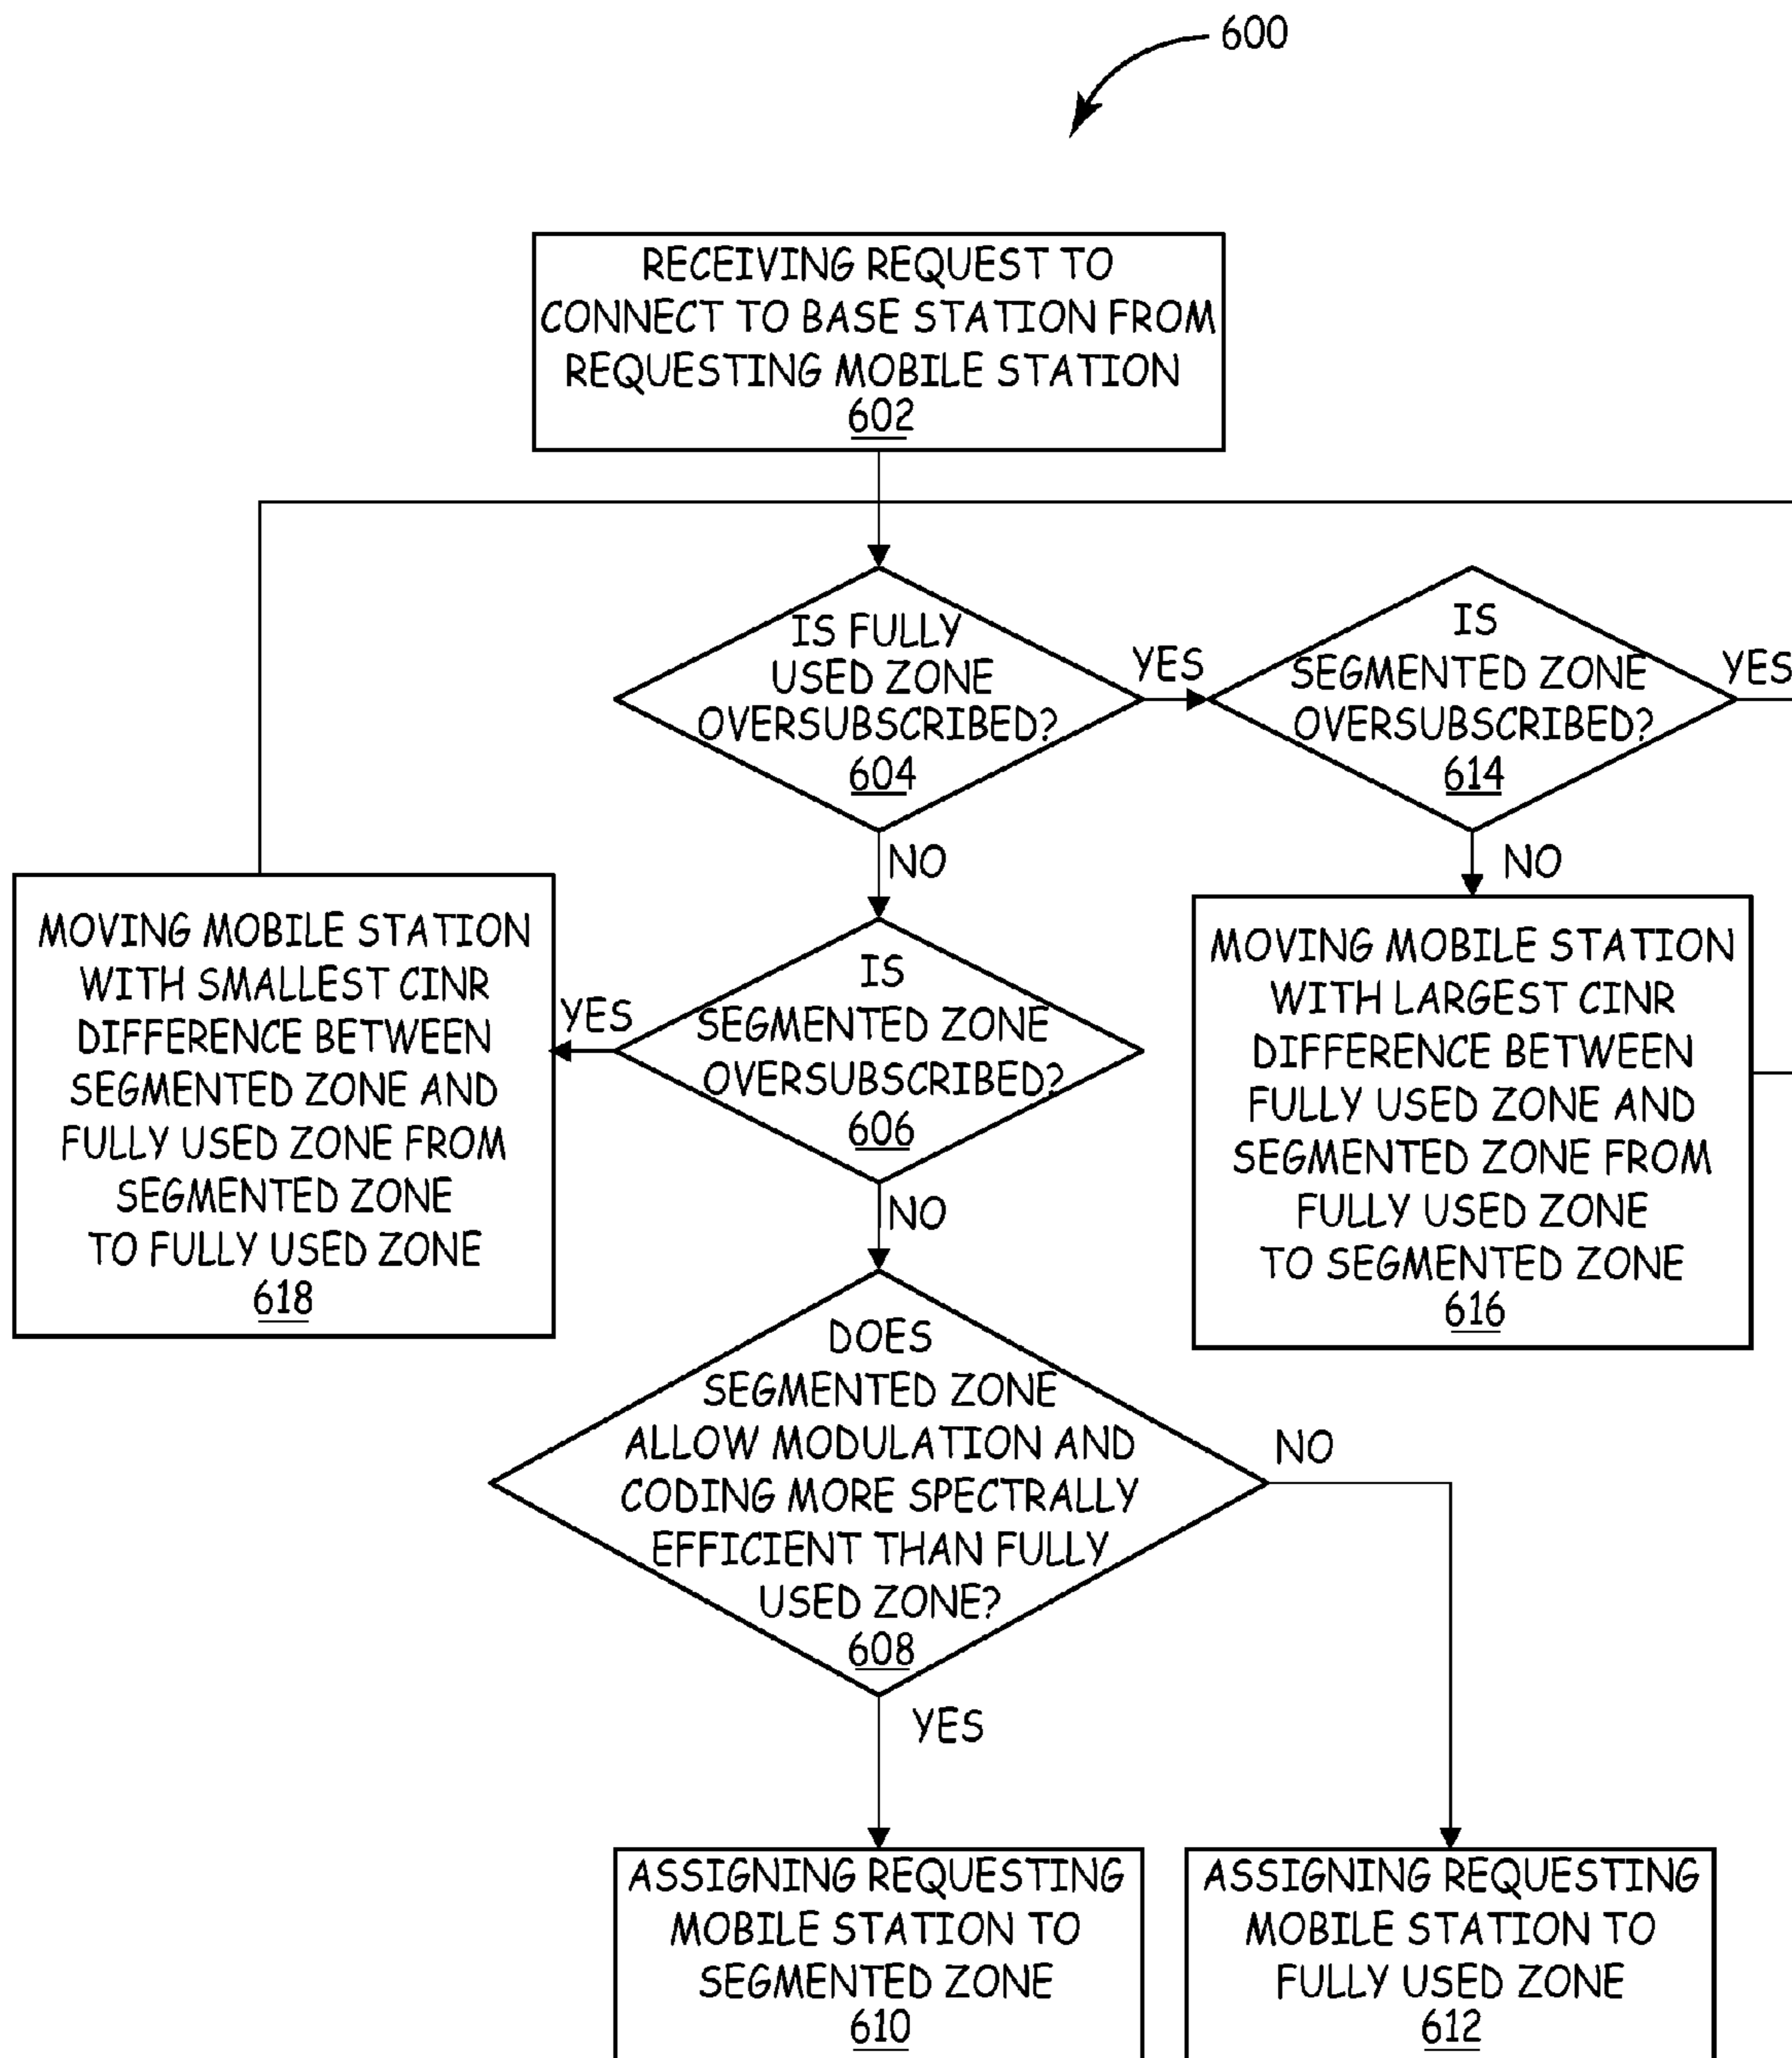 600
RECEIVING REQUEST TO
CONNECT TO BASE STATION FROM
REQUESTING MOBILE STATION
602
IS FULLY
USED ZONE
OVERSUBSCRIBED?
604
YES
IS
SEGMENTED ZONE
OVERSUBSCRIBED?
614
YES
NO
NO
MOVING MOBILE STATION
WITH SMALLEST CINR
DIFFERENCE BETWEEN
SEGMENTED ZONE AND
FULLY USED ZONE FROM
SEGMENTED ZONE
TO FULLY USED ZONE
618
YES
IS
SEGMENTED ZONE
OVERSUBSCRIBED?
606
MOVING MOBILE STATION
WITH LARGEST CINR
DIFFERENCE BETWEEN
FULLY USED ZONE AND
SEGMENTED ZONE FROM
FULLY USED ZONE
TO SEGMENTED ZONE
616
NO
DOES
SEGMENTED ZONE
ALLOW MODULATION AND
CODING MORE SPECTRALLY
EFFICIENT THAN FULLY
USED ZONE?
608
NO
YES
ASSIGNING REQUESTING
MOBILE STATION TO
SEGMENTED ZONE
610
ASSIGNING REQUESTING
MOBILE STATION TO
FULLY USED ZONE
612